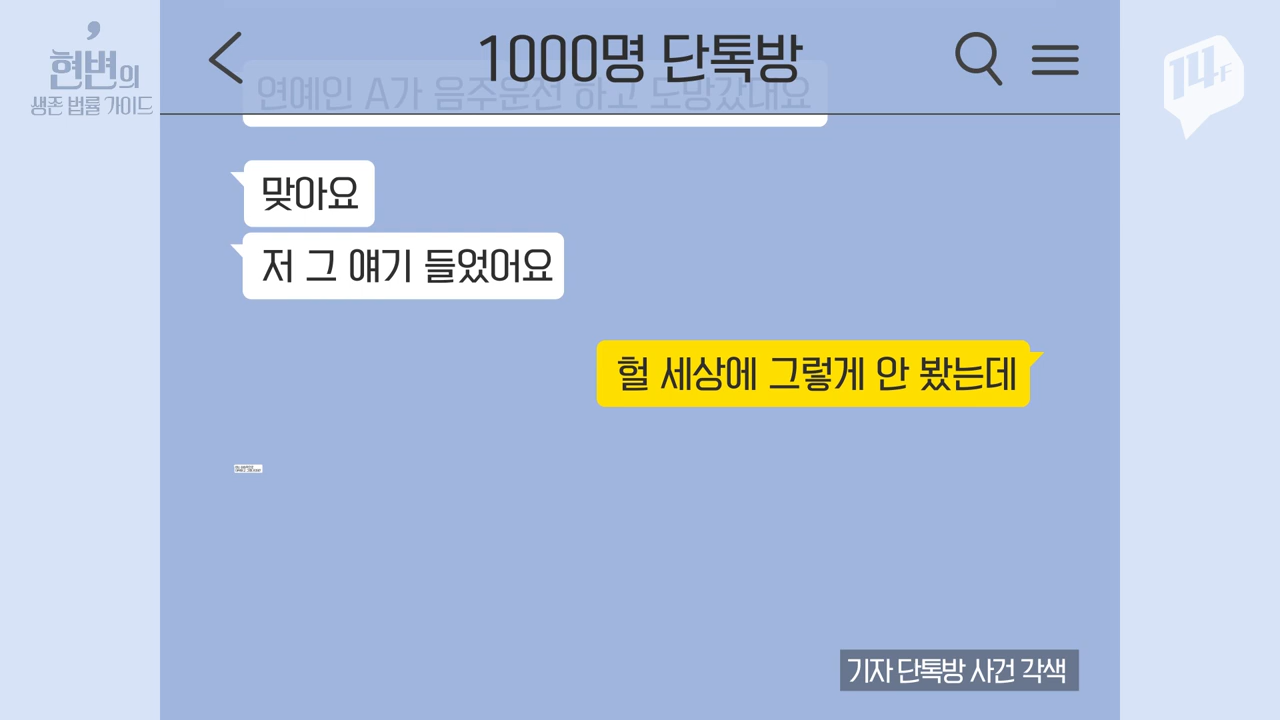 현변의
생존 법률 가이드
1000명 단톡방
14F
연예인 A가 음주운전 하고 도망갔대요
맞아요
저 그 얘기 들었어요
헐 세상에 그렇게 안 봤는데
기자 단톡방 사건 각색